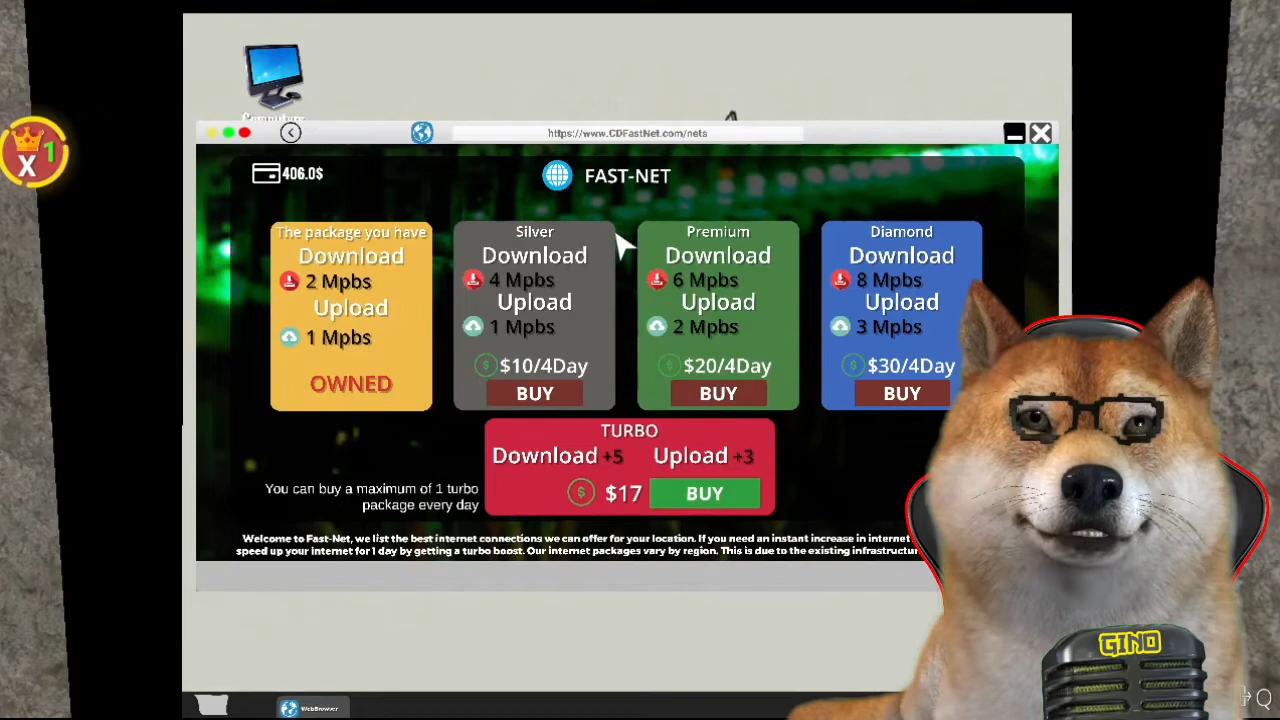 Computer
https://www.CDFastNet.com/nets
X 1
406.0$
FAST-NET
The package you have
Download
2 Mpbs
Upload
1 Mpbs
OWNED
Silver
Download
4 Mpbs
Upload
1 Mpbs
$10/4Day
BUY
Premium
Download
6 Mpbs
Upload
2 Mpbs
$20/4Day
BUY
Diamond
Download
8 Mpbs
Upload
3 Mpbs
$30/4Day
BUY
TURBO
Download +5 Upload +3
$17 BUY
You can buy a maximum of 1 turbo
package every day
Welcome to Fast-Net, we list the best internet connections we can offer for your location. If you need an instant increase in internet
speed up your internet for 1 day by getting a turbo boost. Our internet packages vary by region. This is due to the existing
WebBrowser
GINO
Q